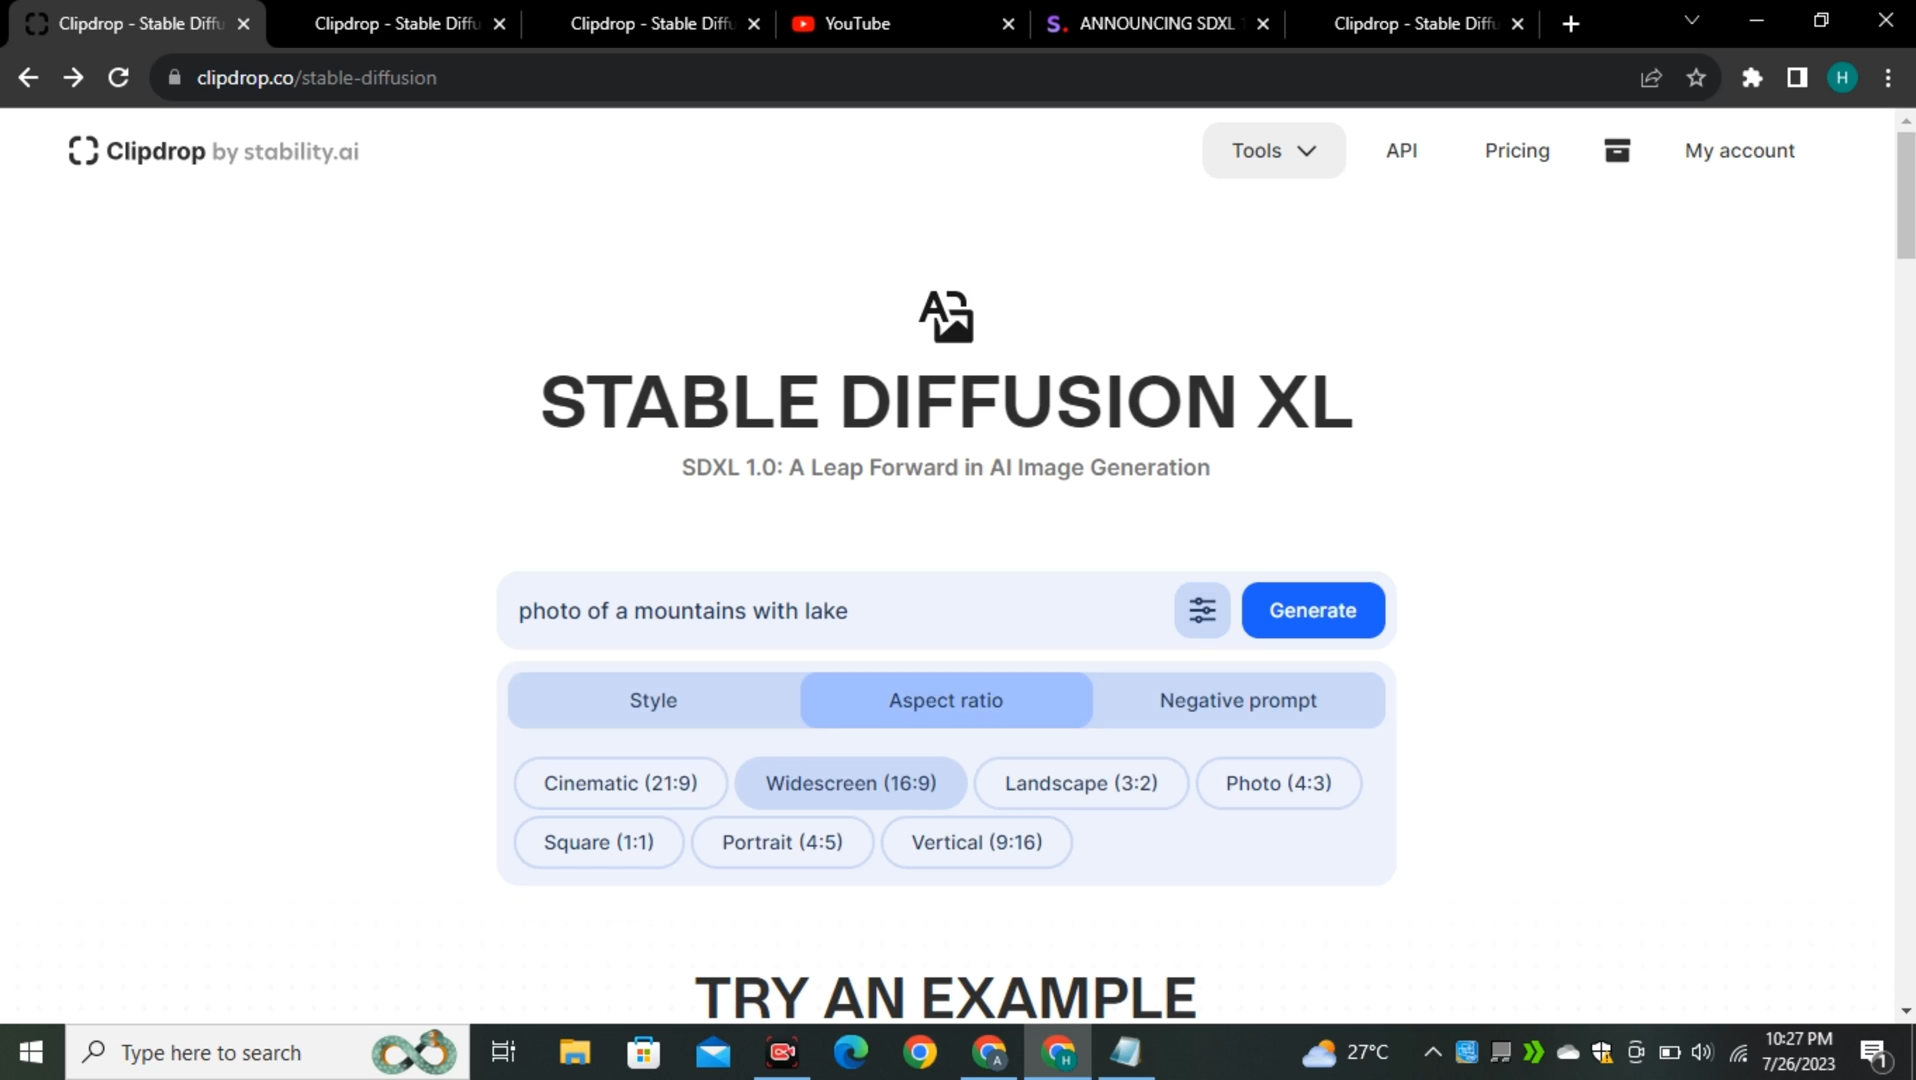 Clipdrop - Stable Diffu
Clipdrop - Stable Diffu
Clipdrop - Stable Diffu
YouTube
S. ANNOUNCING SDXL 1
Clipdrop - Stable Diffu
clipdrop.co/stable-diffusion
H
Clipdrop by stability.ai
Tools
API
Pricing
My account
STABLE DIFFUSION XL
SDXL 1.0: A Leap Forward in AI Image Generation
photo of a mountains with lake
Generate
Style
Aspect ratio
Negative prompt
Cinematic (21:9)
Widescreen (16:9)
Landscape (3:2)
Photo (4:3)
Square (1:1)
Portrait (4:5)
Vertical (9:16)
TRY AN EXAMPLE
Type here to search
A
H
27°C
10:27 PM
7/26/2023
1